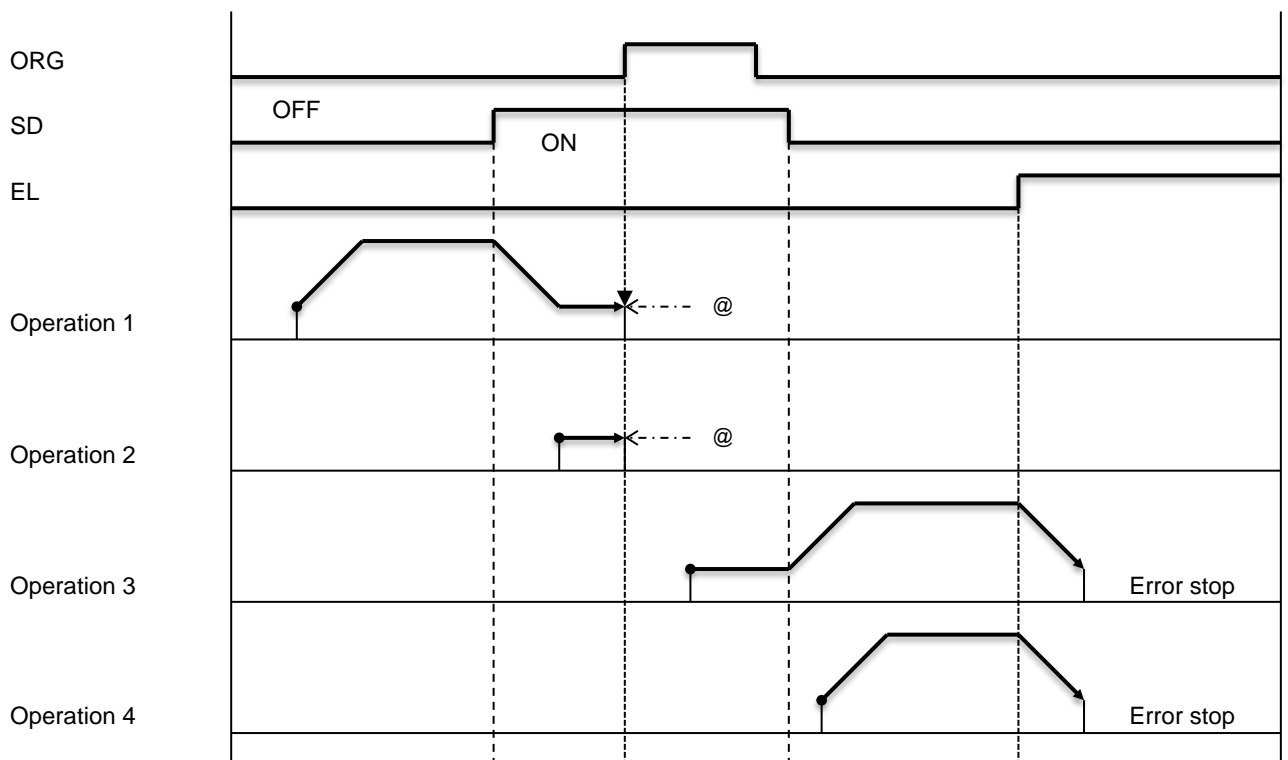 ORG
OFF
SD
ON
EL
@
Operation 1
@
Operation 2
Operation 3
Error stop
Operation 4
Error stop